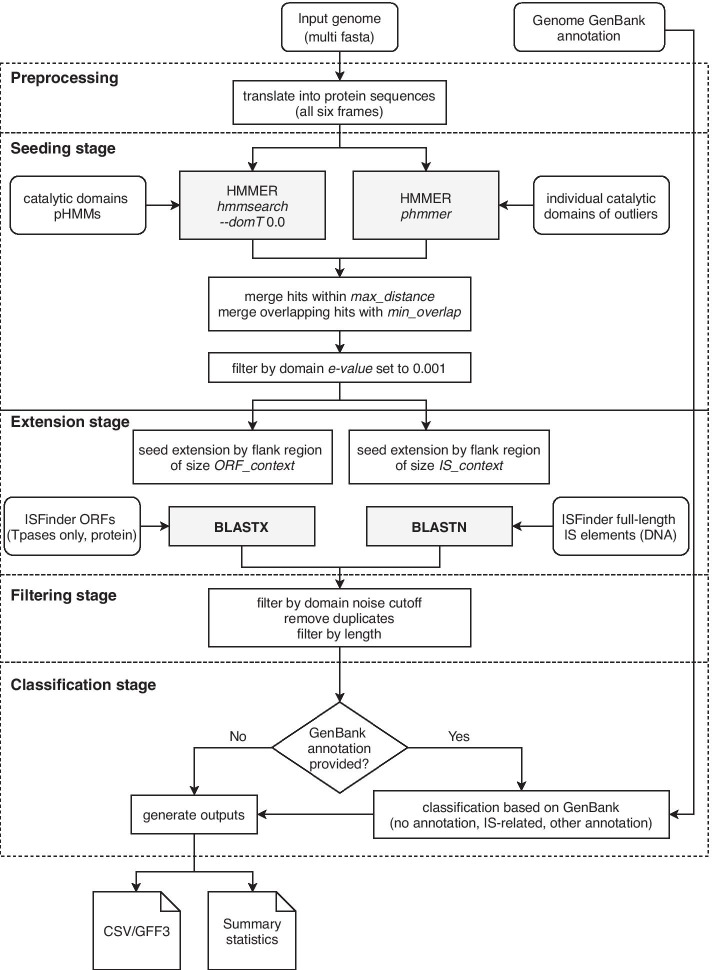 Input genome
(multi fasta)
Genome GenBank
annotation
Preprocessing
translate into protein sequences
(all six frames)
Seeding stage
catalytic domains
pHMMs
HMMER
hmmsearch
--domT 0.0
HMMER
phmmer
individual catalytic
domains of outliers
merge hits within max_distance
merge overlapping hits with min_overlap
filter by domain e-value set to 0.001
Extension stage
seed extension by flank region
of size ORF_context
seed extension by flank region
of size IS_context
ISFinder ORFs
(Tpases only, protein)
BLASTX
BLASTN
ISFinder full-length
IS elements (DNA)
Filtering stage
filter by domain noise cutoff
remove duplicates
filter by length
Classification stage
GenBank
annotation
provided?
No
Yes
generate outputs
classification based on GenBank
(no annotation, IS-related, other annotation)
CSV/GFF3
Summary
statistics